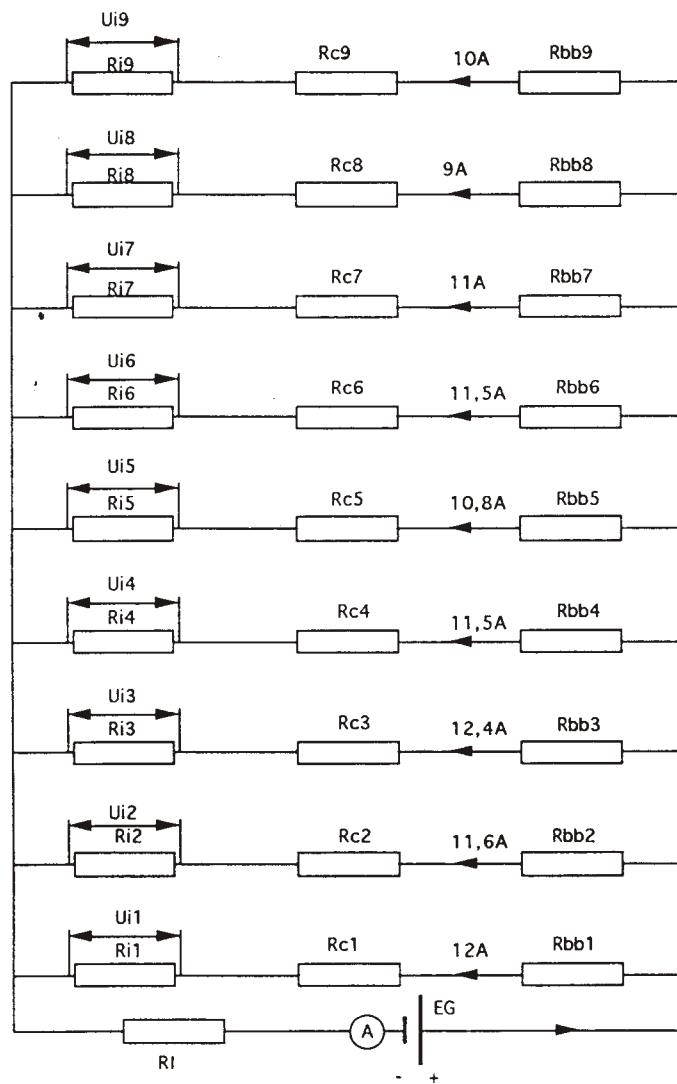 Ui9
Ri9 Rc9 10A Rbb9
Ui8
Ri8 Rc8 9A Rbb8
Ui7
Ri7 Rc7 11A Rbb7
Ui6
Ri6 Rc6 11,5A Rbb6
Ui5
Ri5 Rc5 10,8A Rbb5
Ui4
Ri4 Rc4 11,5A Rbb4
Ui3
Ri3 Rc3 12,4A Rbb3
Ui2
Ri2 Rc2 11,6A Rbb2
Ui1
Ri1 Rc1 12A Rbb1
A EG
Rl
- +